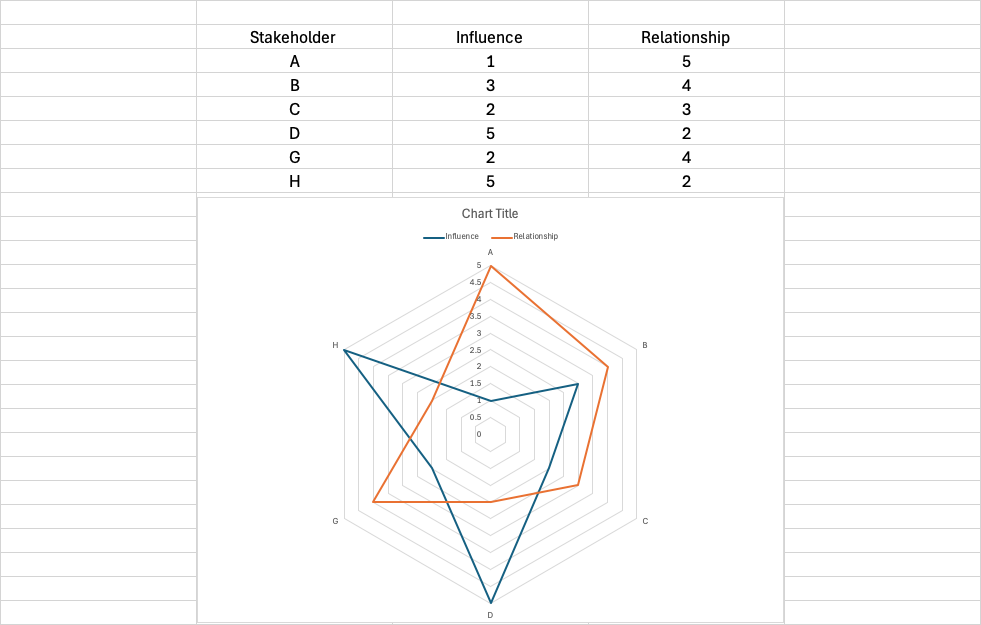 Stakeholder Influence Relationship
A 1 5
B 3 4
C 2 3
D 5 2
G 2 4
H 5 2
Chart Title
Influence Relationship
A
5
4.5
4
3.5
H B
3
2.5
2
1.5
1
0.5
0
G C
D